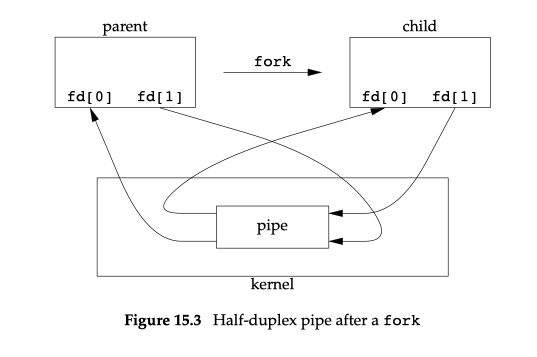 parent
child
fork
fd[0] fd[1]
fd[0] fd[1]
pipe
kernel
Figure 15.3 Half-duplex pipe after a fork